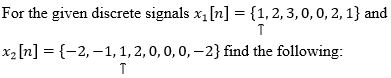 For the given discrete signals x₁[n] = {1, 2, 3, 0, 0, 2, 1} and
↑
x₂[n] = {−2, −1, 1, 2, 0, 0, 0, −2} find the following:
↑